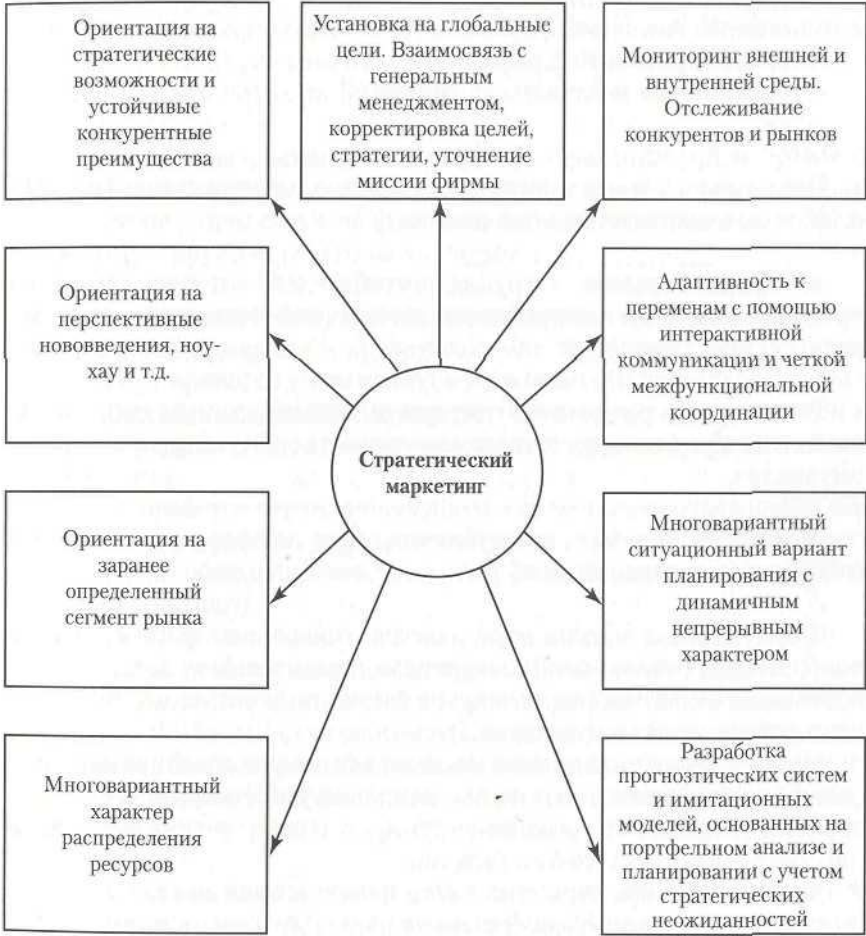 Ориентация на
стратегические
возможности и
устойчивые
конкурентные
преимущества
Установка на глобальные
цели. Взаимосвязь с
генеральным
менеджментом,
корректировка целей,
стратегии, уточнение
миссии фирмы
Мониторинг внешней и
внутренней среды.
Отслеживание
конкурентов и рынков
Ориентация на
перспективные
нововведения, ноу-
хау и т.д.
Адаптивность к
переменам с помощью
интерактивной
коммуникации и четкой
межфункциональной
координации
Стратегический
маркетинг
Ориентация на
заранее
определенный
сегмент рынка
Многовариантный
ситуационный вариант
планирования с
динамичным
непрерывным
характером
Многовариантный
характер
распределения
ресурсов
Разработка
прогнозтических систем
и имитационных
моделей, основанных на
портфельном анализе и
планировании с учетом
стратегических
неожиданностей